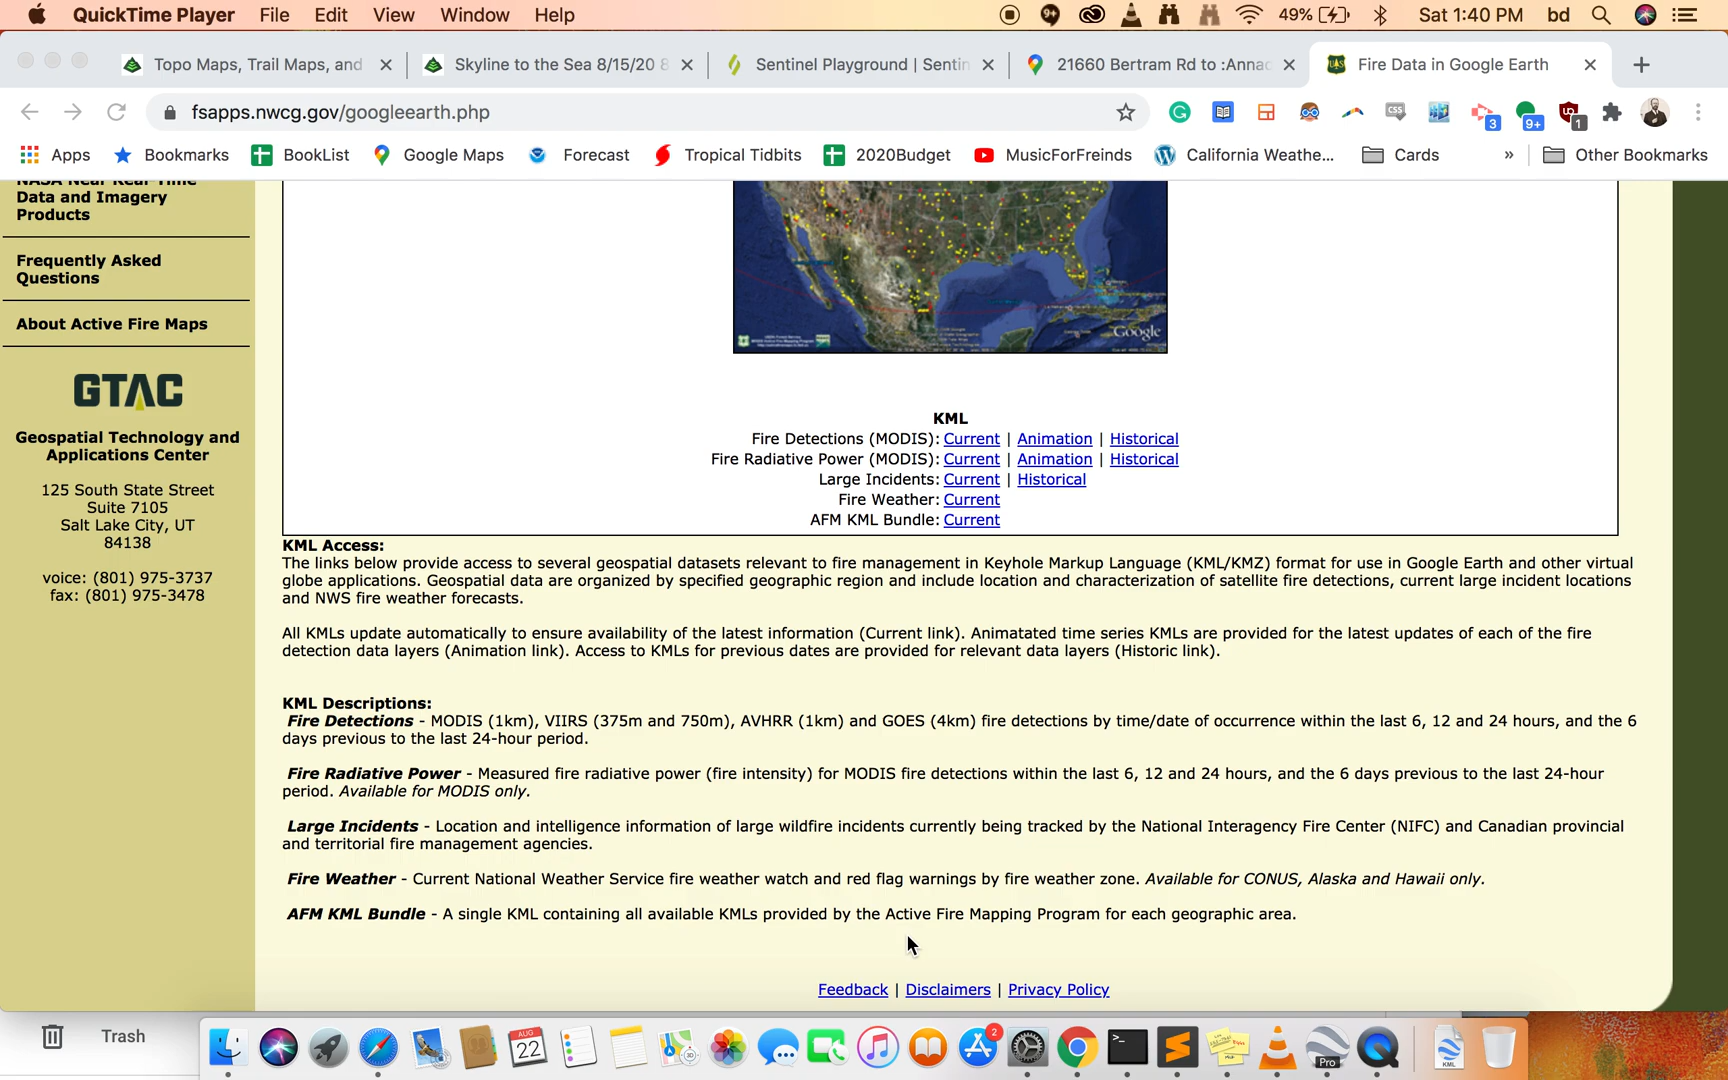 QuickTime Player File Edit View Window Help 9+ 49% Sat 1:40 PM bd
Topo Maps, Trail Maps, and Skyline to the Sea 8/15/20 8 Sentinel Playground | Sentin 21660 Bertram Rd to :Annac Fire Data in Google Earth
fsapps.nwcg.gov/googleearth.php CSS 3 9+ 1
Apps Bookmarks BookList Google Maps Forecast Tropical Tidbits 2020Budget MusicForFreinds California Weathe... Cards » Other Bookmarks
NASA Near Real Time
Data and Imagery
Products
Frequently Asked
Questions
About Active Fire Maps
GTAC
Geospatial Technology and
Applications Center
125 South State Street
Suite 7105
Salt Lake City, UT
84138
voice: (801) 975-3737
fax: (801) 975-3478
Google
KML
Fire Detections (MODIS): Current | Animation | Historical
Fire Radiative Power (MODIS): Current | Animation | Historical
Large Incidents: Current | Historical
Fire Weather: Current
AFM KML Bundle: Current
KML Access:
The links below provide access to several geospatial datasets relevant to fire management in Keyhole Markup Language (KML/KMZ) format for use in Google Earth and other virtual
globe applications. Geospatial data are organized by specified geographic region and include location and characterization of satellite fire detections, current large incident locations
and NWS fire weather forecasts.
All KMLs update automatically to ensure availability of the latest information (Current link). Animatated time series KMLs are provided for the latest updates of each of the fire
detection data layers (Animation link). Access to KMLs for previous dates are provided for relevant data layers (Historic link).
KML Descriptions:
Fire Detections - MODIS (1km), VIIRS (375m and 750m), AVHRR (1km) and GOES (4km) fire detections by time/date of occurrence within the last 6, 12 and 24 hours, and the 6
days previous to the last 24-hour period.
Fire Radiative Power - Measured fire radiative power (fire intensity) for MODIS fire detections within the last 6, 12 and 24 hours, and the 6 days previous to the last 24-hour
period. Available for MODIS only.
Large Incidents - Location and intelligence information of large wildfire incidents currently being tracked by the National Interagency Fire Center (NIFC) and Canadian provincial
and territorial fire management agencies.
Fire Weather - Current National Weather Service fire weather watch and red flag warnings by fire weather zone. Available for CONUS, Alaska and Hawaii only.
AFM KML Bundle - A single KML containing all available KMLs provided by the Active Fire Mapping Program for each geographic area.
Feedback | Disclaimers | Privacy Policy
Trash
AUG
22
3D
2
Pro
KML